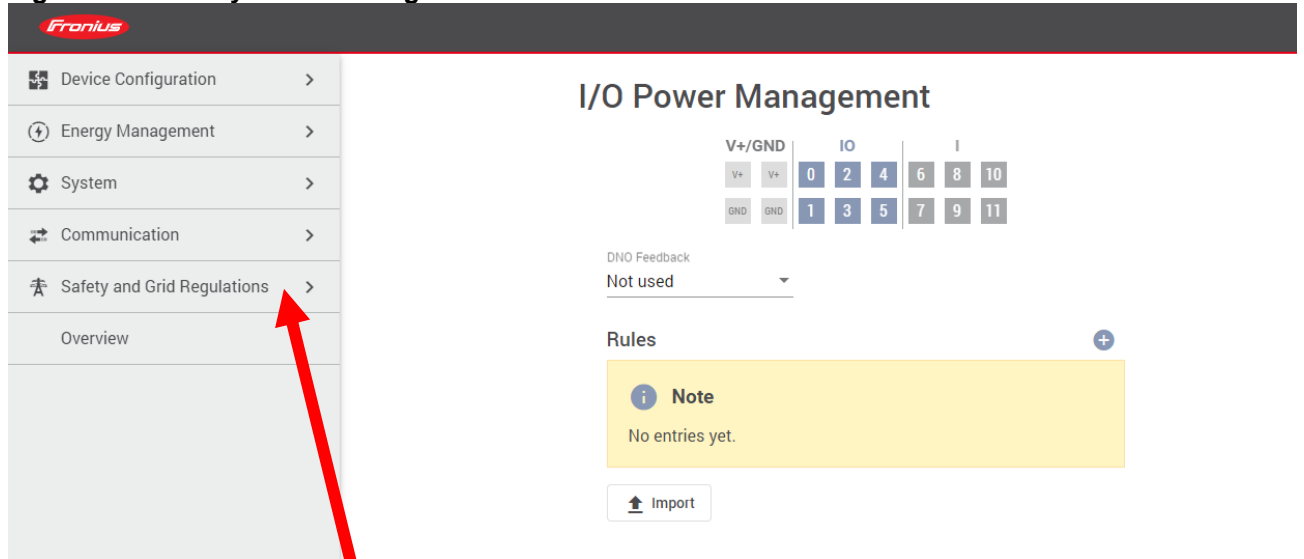 Fronius
Device Configuration
Energy Management
System
Communication
Safety and Grid Regulations
Overview
I/O Power Management
V+/GND IO I
V+ V+ 0 2 4 6 8 10
GND GND 1 3 5 7 9 11
DNO Feedback
Not used
Rules
Note
No entries yet.
Import